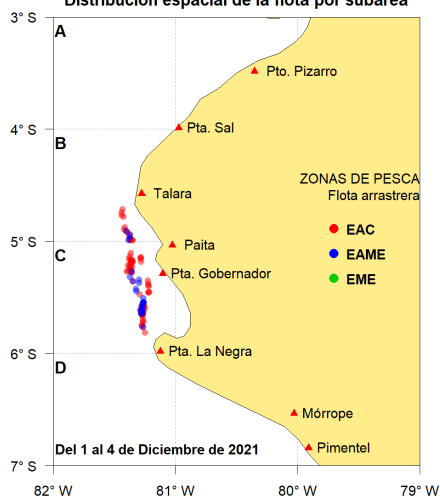 Distribución espacial de la flota por subárea
3° S
A
Pto. Pizarro
4° S
Pta. Sal
B
ZONAS DE PESCA
Talara
Flota arrastrera
EAC
5° S
Paita
C
EAME
Pta. Gobernador
EME
6° S
Pta. La Negra
D
Mórrope
Del 1 al 4 de Diciembre de 2021
Pimentel
7° S
82° W
81° W
80° W
79° W